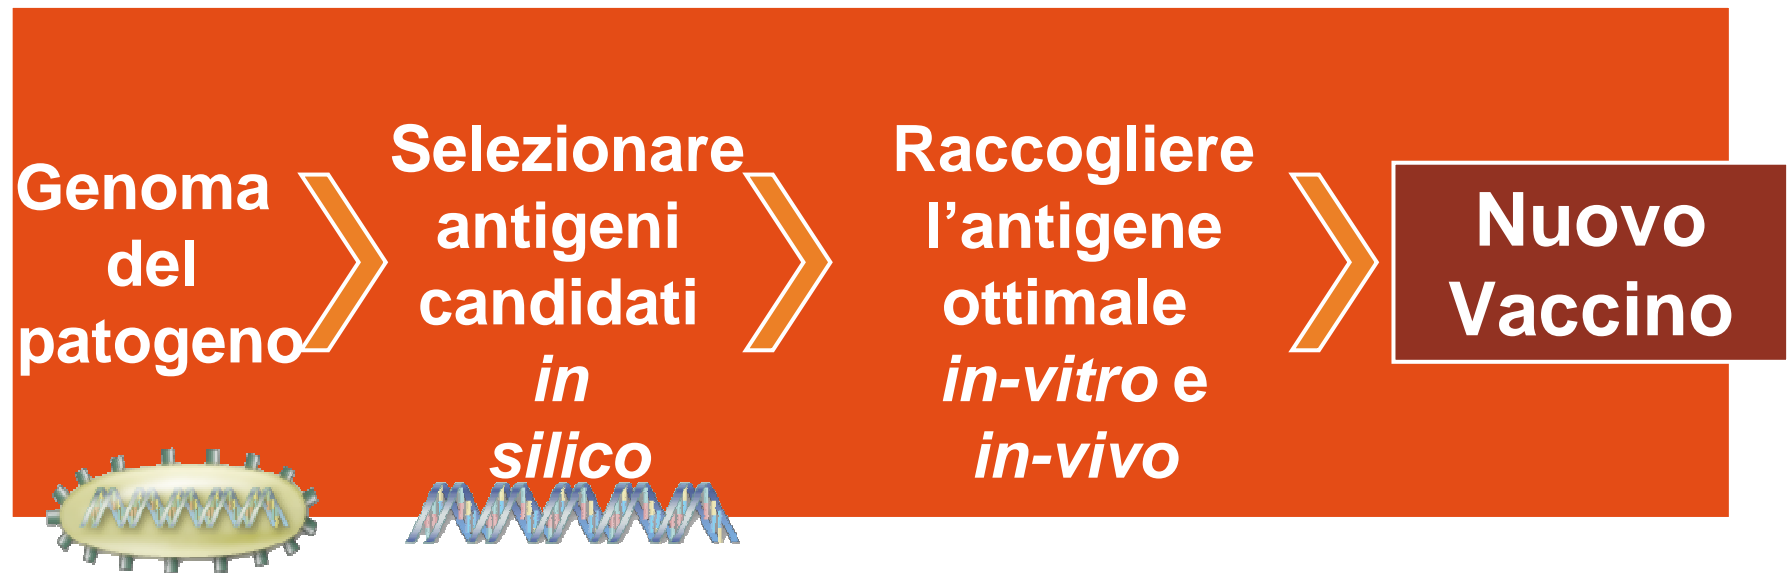 Genoma
del
patogeno
Selezionare
antigeni
candidati
in
silico
Raccogliere
l’antigene
ottimale
in-vitro e
in-vivo
Nuovo
Vaccino